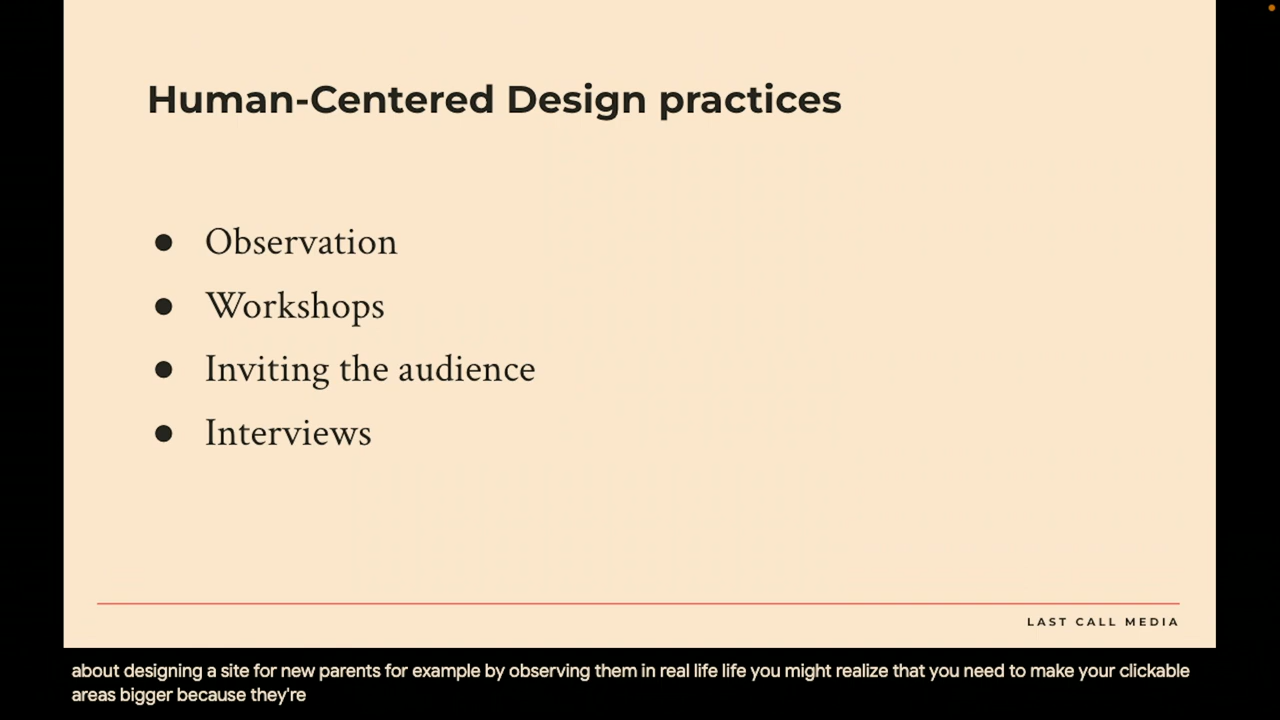 Human-Centered Design practices
● Observation
● Workshops
● Inviting the audience
● Interviews
LAST CALL MEDIA
about designing a site for new parents for example by observing them in real life life you might realize that you need to make your clickable
areas bigger because they're